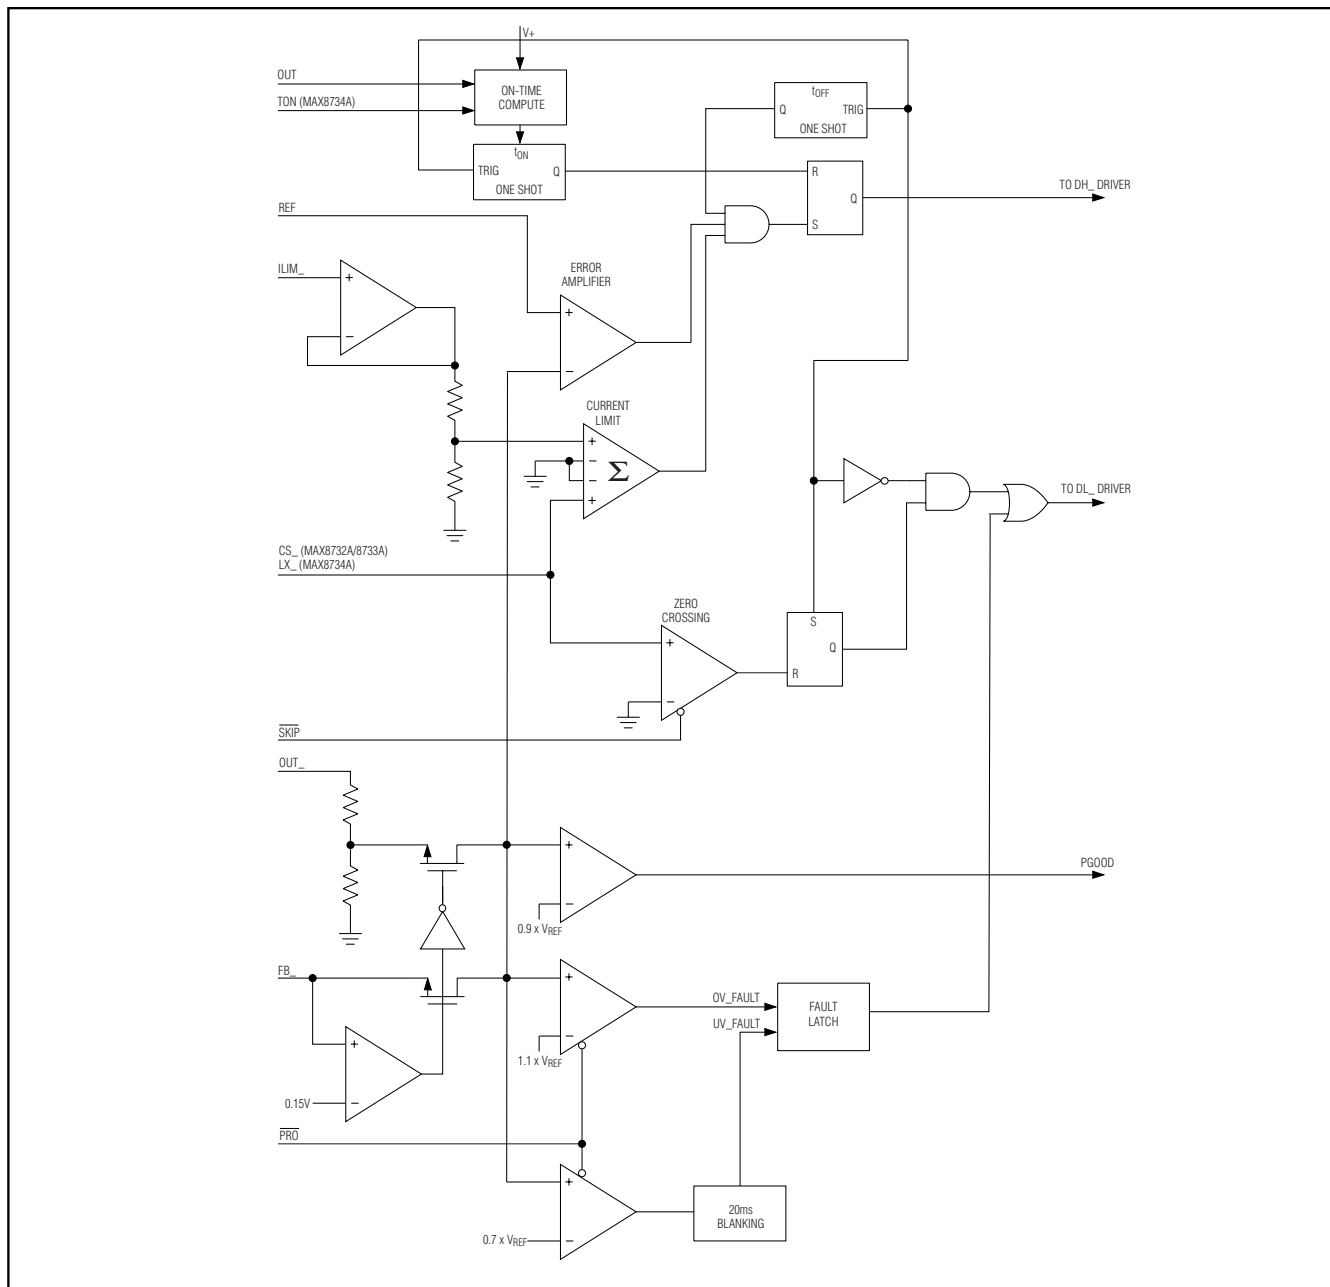 V+
OUT
ON-TIME
COMPUTE
TON (MAX8734A)
tOFF
Q
TRIG
ONE SHOT
tON
TRIG
Q
ONE SHOT
R
Q
S
TO DH_ DRIVER
REF
ILIM_
+
−
ERROR
AMPLIFIER
+
−
CURRENT
LIMIT
+
−
Σ
−
+
TO DL_ DRIVER
CS_ (MAX8732A/8733A)
LX_ (MAX8734A)
ZERO
CROSSING
+
−
S
Q
R
SKIP
OUT_
+
−
0.9 x VREF
PGOOD
FB_
+
−
1.1 x VREF
OV_FAULT
UV_FAULT
FAULT
LATCH
+
−
0.15V
PRO
+
−
0.7 x VREF
20ms
BLANKING